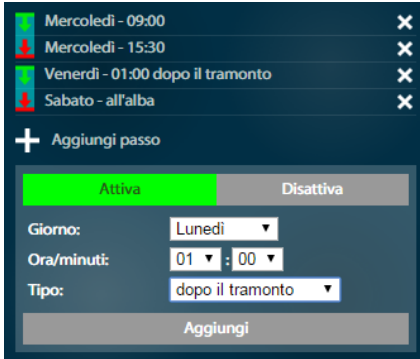 Mercoledì - 09:00
Mercoledì - 15:30
Venerdì - 01:00 dopo il tramonto
Sabato - all'alba
Aggiungi passo
Attiva Disattiva
Giorno: Lunedì
Ora/minuti: 01 : 00
Tipo: dopo il tramonto
Aggiungi